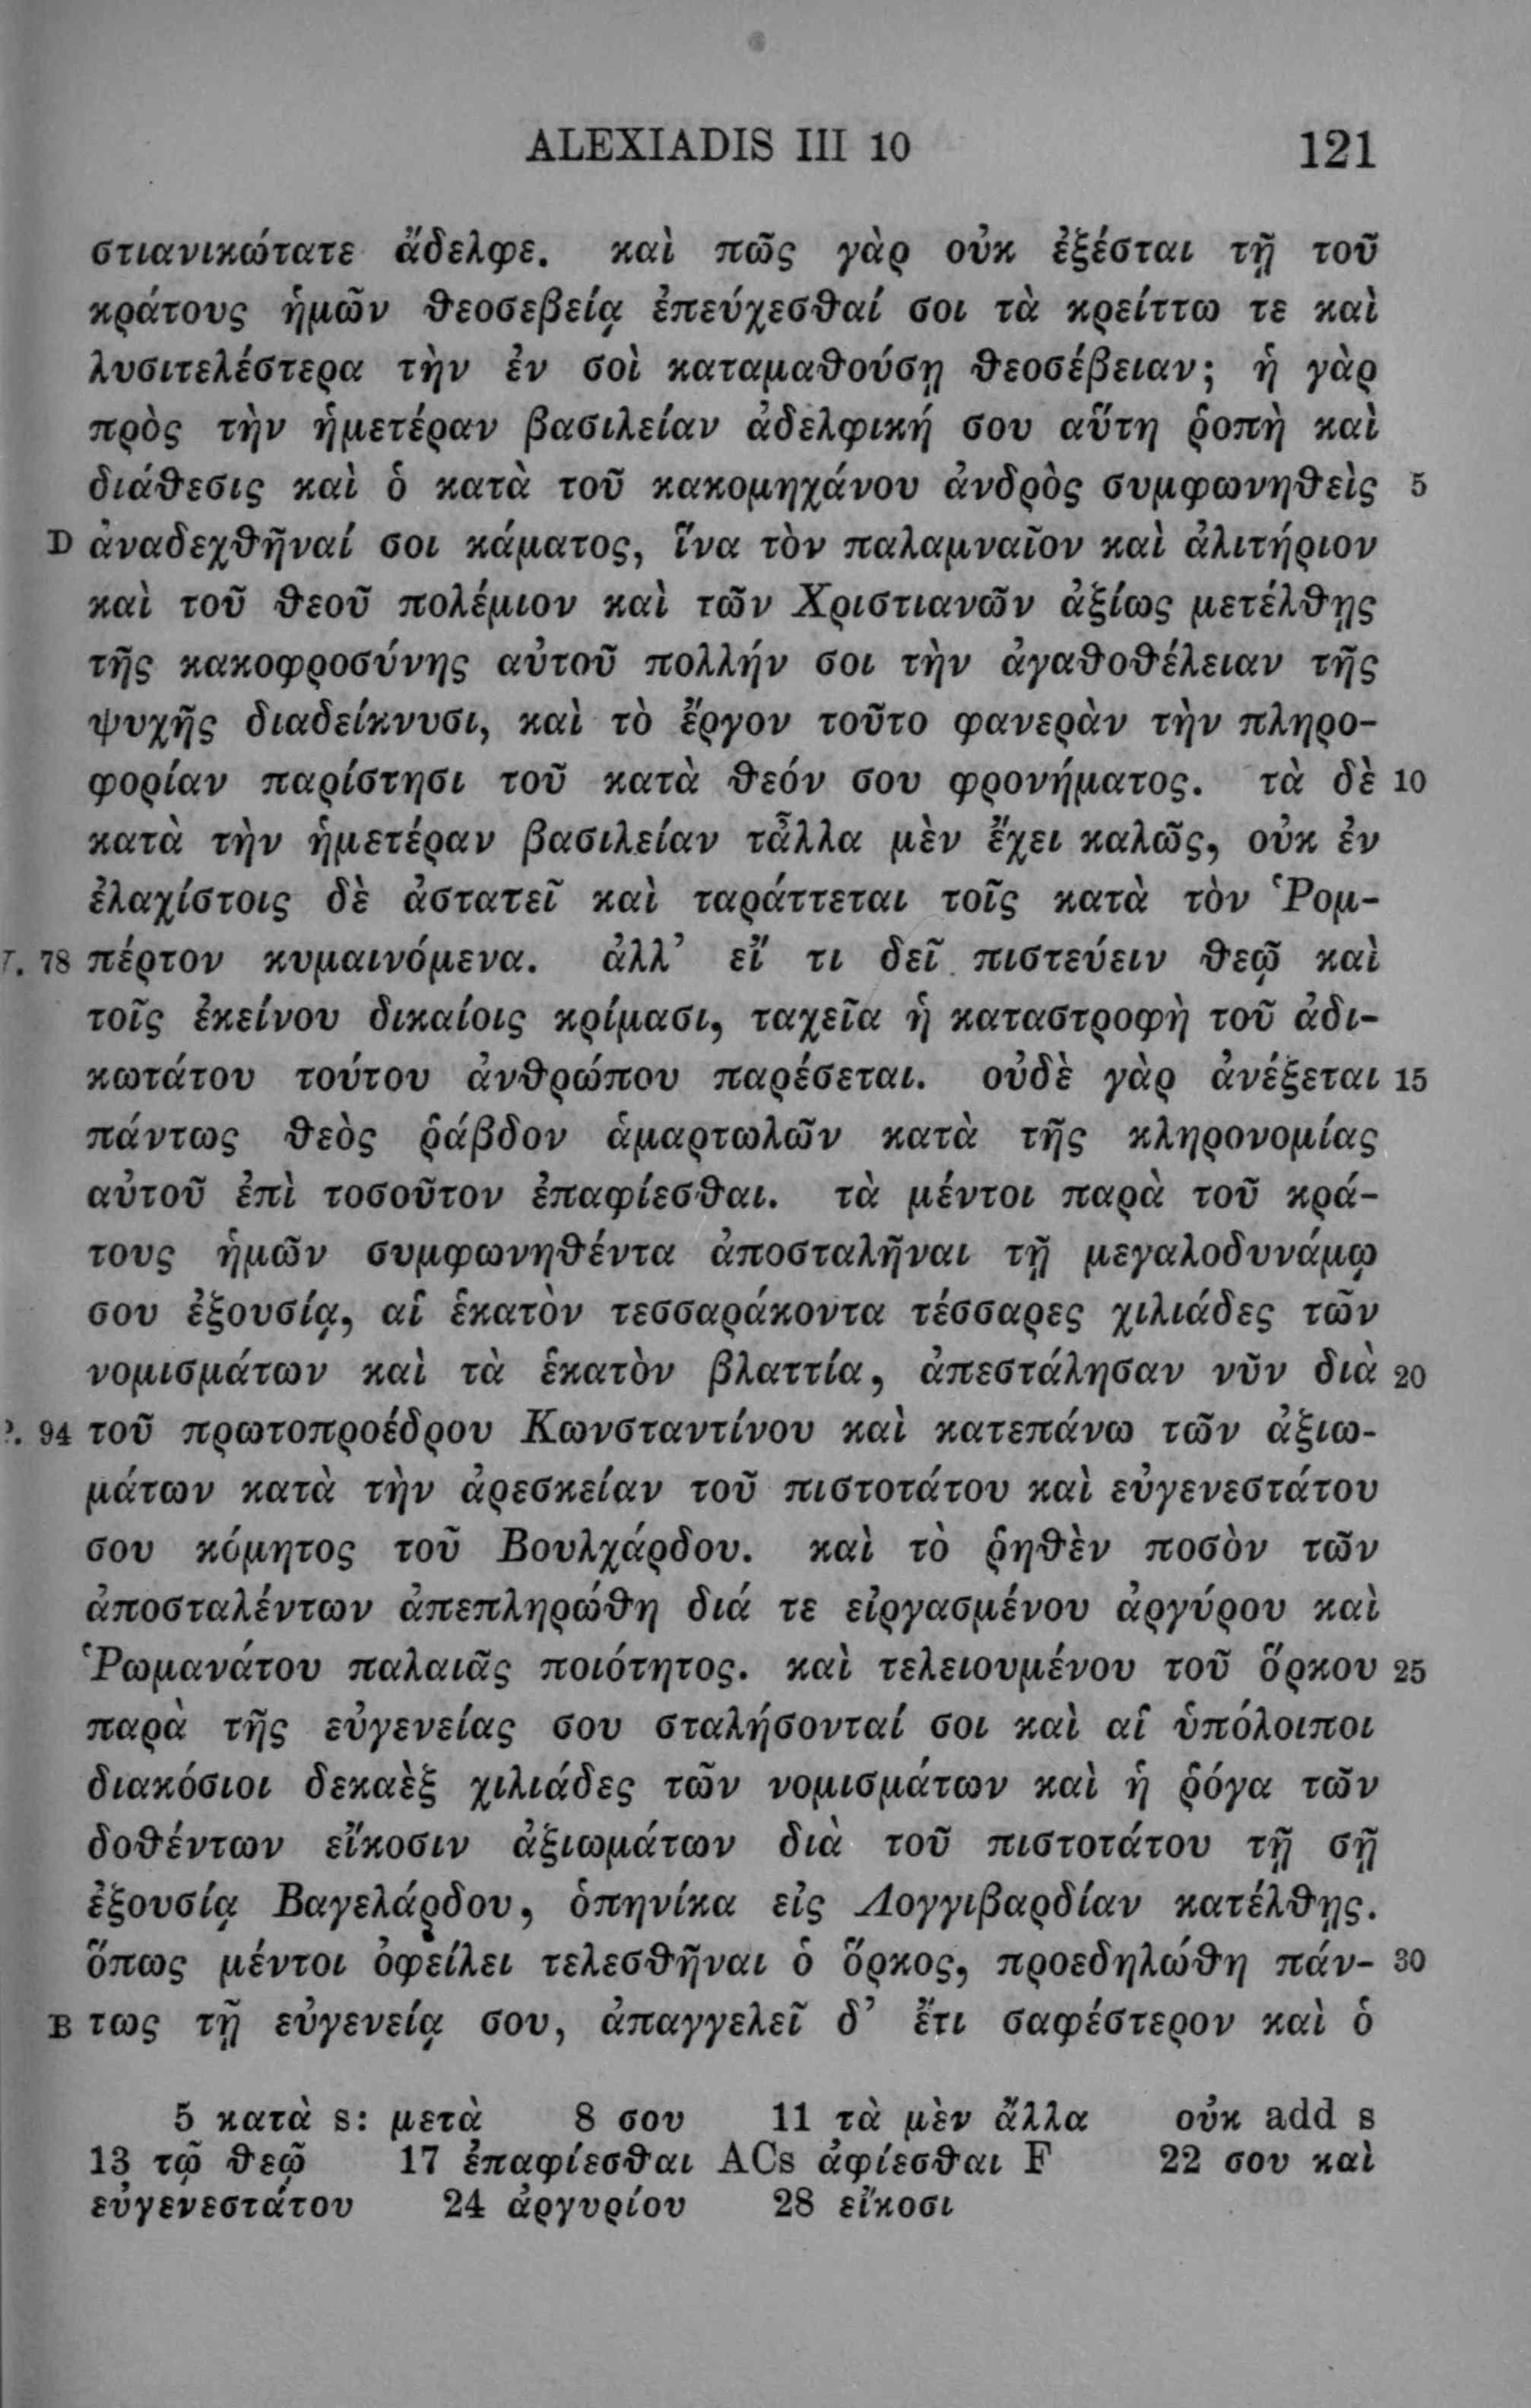 ALEXIADIS III 10 121
στιανικώτατε ἄδελφε. καὶ πῶς γὰρ οὐκ ἐξέσται τῇ τοῦ
κράτους ἡμῶν θεοσεβείᾳ ἐπεύχεσθαί σοι τὰ κρείττω τε καὶ
λυσιτελέστερα τὴν ἐν σοὶ καταμαθούσῃ θεοσέβειαν; ἡ γὰρ
πρὸς τὴν ἡμετέραν βασιλείαν ἀδελφική σου αὕτη ῥοπὴ καὶ
διάθεσις καὶ ὁ κατὰ τοῦ κακομηχάνου ἀνδρὸς συμφωνηθεὶς 5
D ἀναδεχθῆναί σοι κάματος, ἵνα τὸν παλαμναῖον καὶ ἀλιτήριον
καὶ τοῦ θεοῦ πολέμιον καὶ τῶν Χριστιανῶν ἀξίως μετέλθῃς
τῆς κακοφροσύνης αὐτοῦ πολλήν σοι τὴν ἀγαθοθέλειαν τῆς
ψυχῆς διαδείκνυσι, καὶ τὸ ἔργον τοῦτο φανερὰν τὴν πληρο-
φορίαν παρίστησι τοῦ κατὰ θεόν σου φρονήματος. τὰ δὲ 10
κατὰ τὴν ἡμετέραν βασιλείαν τἆλλα μὲν ἔχει καλῶς, οὐκ ἐν
ἐλαχίστοις δὲ ἀστατεῖ καὶ ταράττεται τοῖς κατὰ τὸν Ῥομ-
78 πέρτον κυμαινόμενα. ἀλλ’ εἴ τι δεῖ πιστεύειν θεῷ καὶ
τοῖς ἐκείνου δικαίοις κρίμασι, ταχεῖα ἡ καταστροφὴ τοῦ ἀδι-
κωτάτου τούτου ἀνθρώπου παρέσεται. οὐδὲ γὰρ ἀνέξεται 15
πάντως θεὸς ῥάβδον ἁμαρτωλῶν κατὰ τῆς κληρονομίας
αὐτοῦ ἐπὶ τοσοῦτον ἐπαφίεσθαι. τὰ μέντοι παρὰ τοῦ κρά-
τους ἡμῶν συμφωνηθέντα ἀποσταλῆναι τῇ μεγαλοδυνάμῳ
σου ἐξουσίᾳ, αἱ ἑκατὸν τεσσαράκοντα τέσσαρες χιλιάδες τῶν
νομισμάτων καὶ τὰ ἑκατὸν βλαττία, ἀπεστάλησαν νῦν διὰ 20
94 τοῦ πρωτοπροέδρου Κωνσταντίνου καὶ κατεπάνω τῶν ἀξιω-
μάτων κατὰ τὴν ἀρεσκείαν τοῦ πιστοτάτου καὶ εὐγενεστάτου
σου κόμητος τοῦ Βουλχάρδου. καὶ τὸ ῥηθὲν ποσὸν τῶν
ἀποσταλέντων ἀπεπληρώθη διά τε εἰργασμένου ἀργύρου καὶ
Ῥωμανάτου παλαιᾶς ποιότητος. καὶ τελειουμένου τοῦ ὅρκου 25
παρὰ τῆς εὐγενείας σου σταλήσονταί σοι καὶ αἱ ὑπόλοιποι
διακόσιοι δεκαὲξ χιλιάδες τῶν νομισμάτων καὶ ἡ ῥόγα τῶν
δοθέντων εἴκοσιν ἀξιωμάτων διὰ τοῦ πιστοτάτου τῇ σῇ
ἐξουσίᾳ Βαγελάρδου, ὁπηνίκα εἰς Λογγιβαρδίαν κατέλθῃς.
ὅπως μέντοι ὀφείλει τελεσθῆναι ὁ ὅρκος, προεδηλώθη πάν- 30
B τως τῇ εὐγενείᾳ σου, ἀπαγγελεῖ δ’ ἔτι σαφέστερον καὶ ὁ
5 κατὰ s: μετὰ 8 σου 11 τὰ μὲν ἄλλα οὐκ add s
13 τῷ θεῷ 17 ἐπαφίεσθαι ACs ἀφίεσθαι F 22 σου καὶ
εὐγενεστάτου 24 ἀργυρίου 28 εἴκοσι